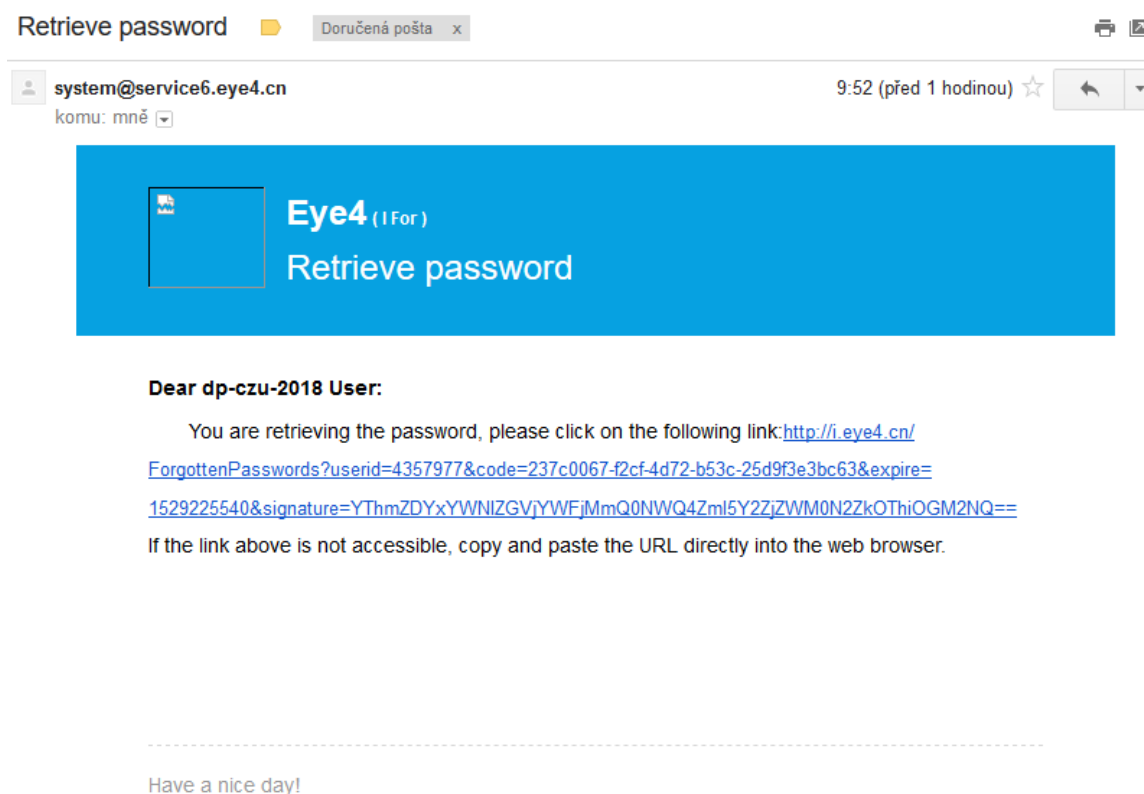 Retrieve password
Doručená pošta x
system@service6.eye4.cn
9:52 (před 1 hodinou)
komu: mně
Eye4 ( I For )
Retrieve password
Dear dp-czu-2018 User:
You are retrieving the password, please click on the following link:http://i.eye4.cn/
ForgottenPasswords?userid=4357977&code=237c0067-f2cf-4d72-b53c-25d9f3e3bc63&expire=
1529225540&signature=YThmZDYxYWNlZGVjYWFjMmQ0NWQ4ZmI5Y2ZjZWM0N2ZkOThiOGM2NQ==
If the link above is not accessible, copy and paste the URL directly into the web browser.
Have a nice day!